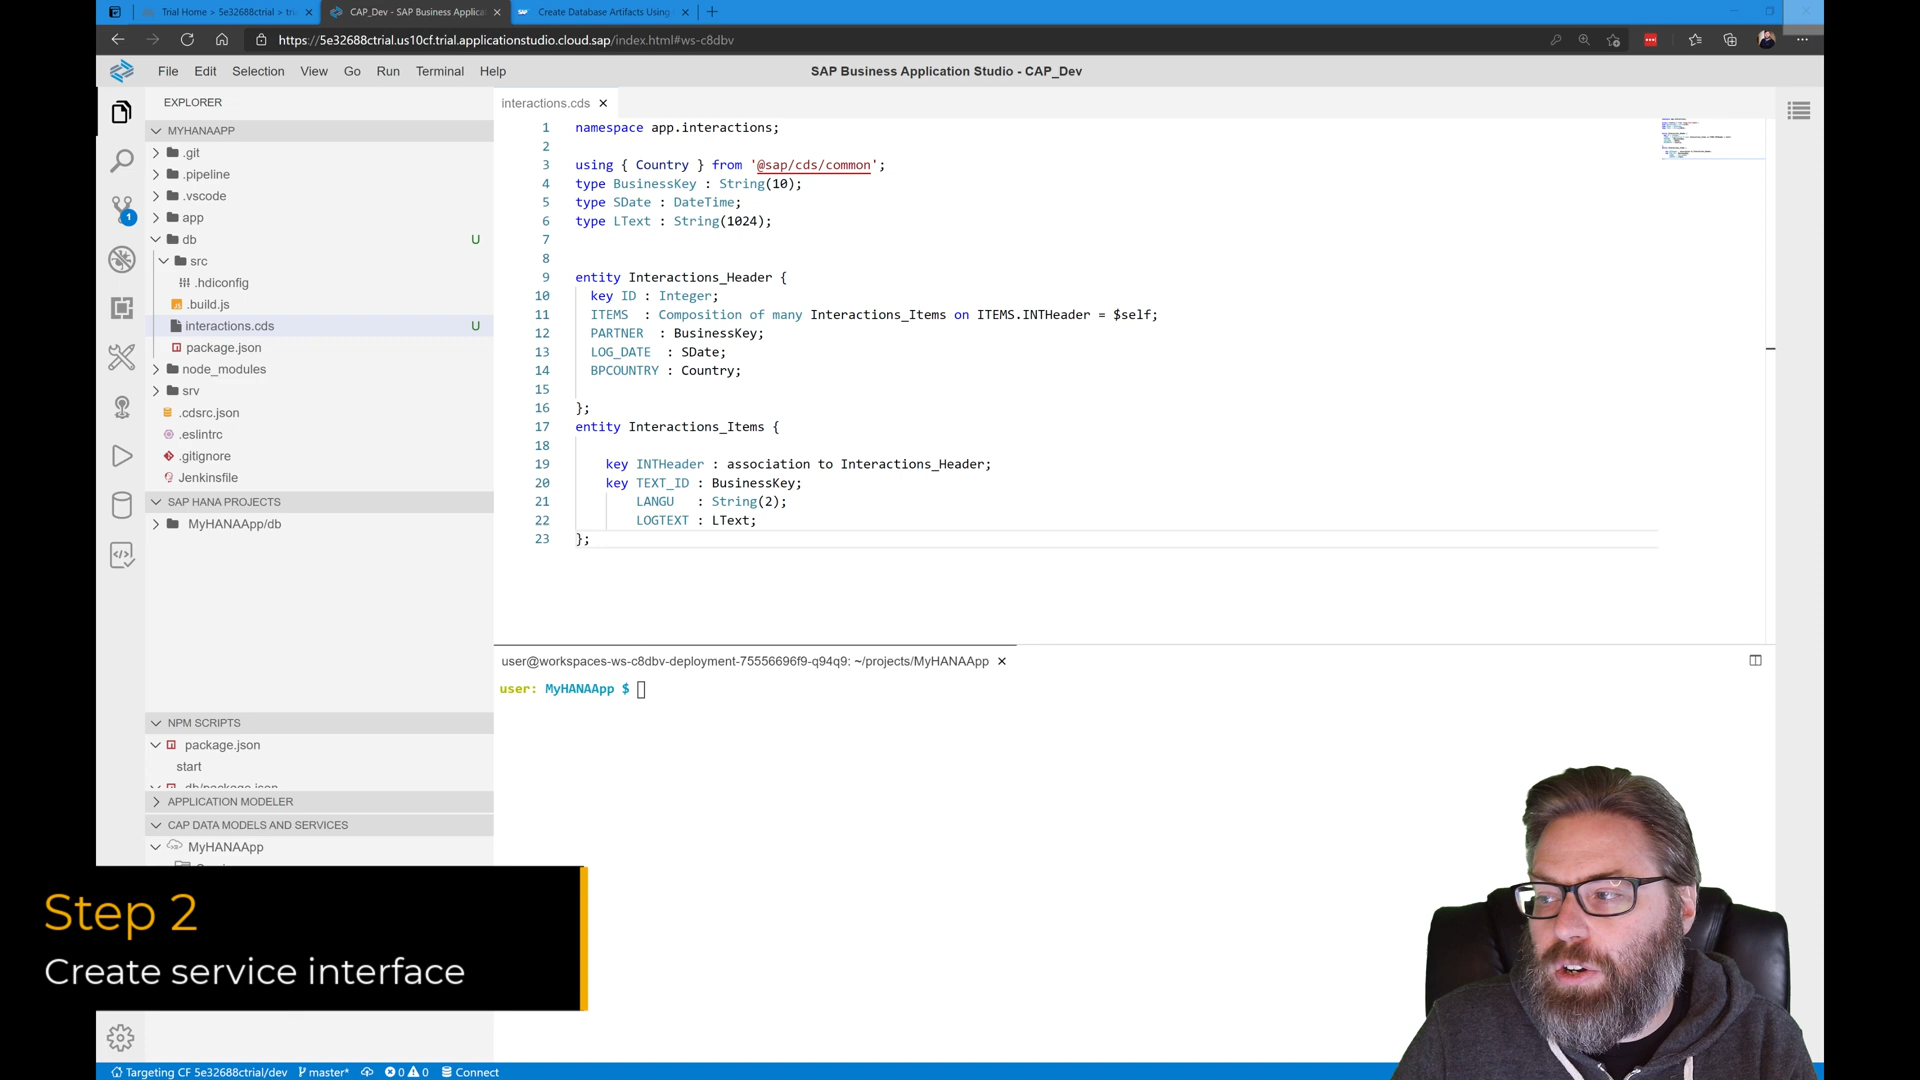 Trial Home > 5e32688ctrial > tri
CAP_Dev - SAP Business Applica
Create Database Artifacts Using
https://5e32688ctrial.us10cf.trial.applicationstudio.cloud.sap/index.html#ws-c8dbv
File Edit Selection View Go Run Terminal Help
SAP Business Application Studio - CAP_Dev
EXPLORER
MYHANAAPP
.git
.pipeline
.vscode
app
db U
src
.hdiconfig
.build.js
interactions.cds U
package.json
node_modules
srv
.cdsrc.json
.eslintrc
.gitignore
Jenkinsfile
SAP HANA PROJECTS
MyHANAApp/db
NPM SCRIPTS
package.json
start
db/package.json
APPLICATION MODELER
CAP DATA MODELS AND SERVICES
MyHANAApp
1
interactions.cds
1 namespace app.interactions;
2
3 using { Country } from '@sap/cds/common';
4 type BusinessKey : String(10);
5 type SDate : DateTime;
6 type LText : String(1024);
7
8
9 entity Interactions_Header {
10 key ID : Integer;
11 ITEMS : Composition of many Interactions_Items on ITEMS.INTHeader = $self;
12 PARTNER : BusinessKey;
13 LOG_DATE : SDate;
14 BPCOUNTRY : Country;
15
16 };
17 entity Interactions_Items {
18
19 key INTHeader : association to Interactions_Header;
20 key TEXT_ID : BusinessKey;
21 LANGU : String(2);
22 LOGTEXT : LText;
23 };
user@workspaces-ws-c8dbv-deployment-75556696f9-q94q9: ~/projects/MyHANAApp
user: MyHANAApp $
Step 2
Create service interface
Targeting CF 5e32688ctrial/dev master* 0 0 Connect